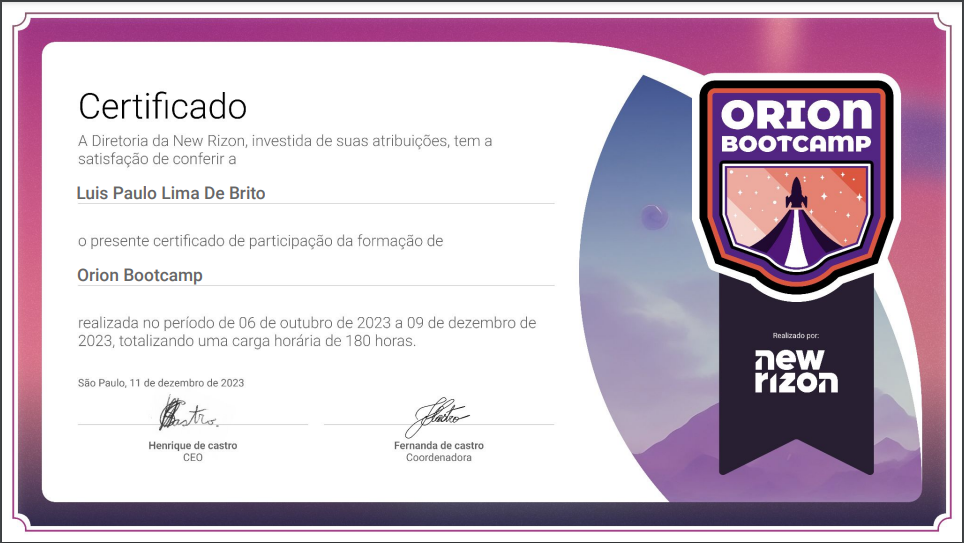 Certificado
A Diretoria da New Rizon, investida de suas atribuições, tem a
satisfação de conferir a
Luis Paulo Lima De Brito
o presente certificado de participação da formação de
Orion Bootcamp
realizada no período de 06 de outubro de 2023 a 09 de dezembro de
2023, totalizando uma carga horária de 180 horas.
São Paulo, 11 de dezembro de 2023
Henrique de castro
CEO
Fernanda de castro
Coordenadora
ORION
BOOTCAMP
Realizado por:
new
rizon